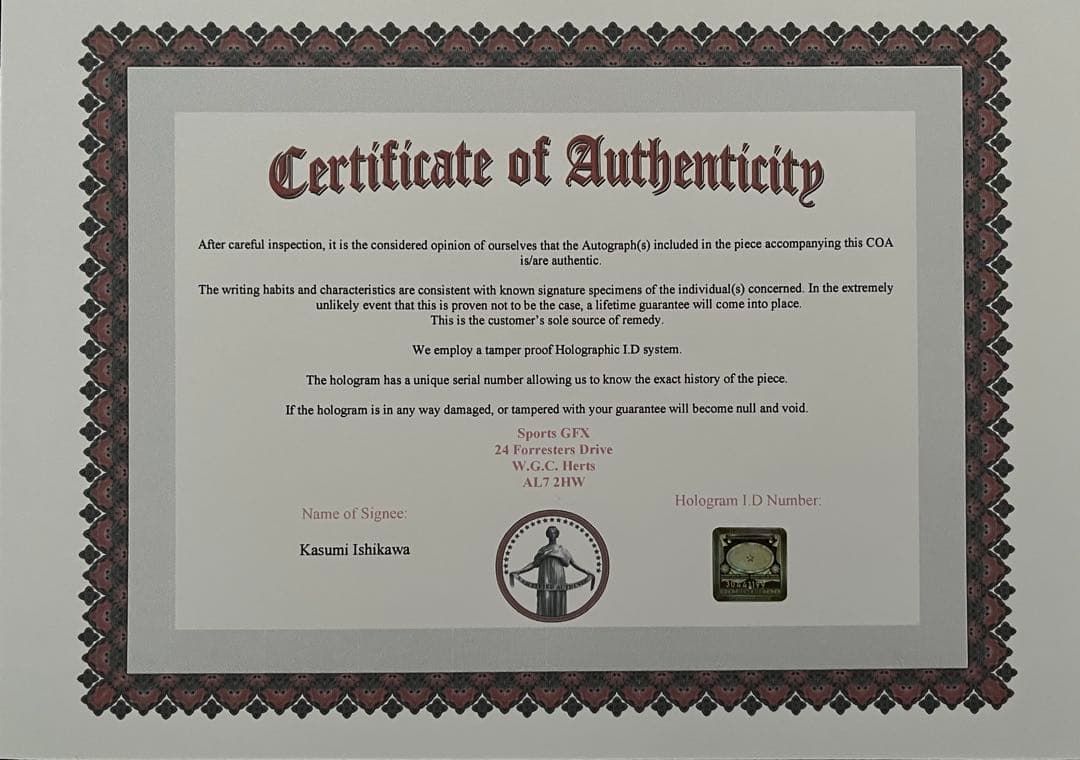 Certificate of Authenticity
After careful inspection, it is the considered opinion of ourselves that the Autograph(s) included in the piece accompanying this COA
is/are authentic.
The writing habits and characteristics are consistent with known signature specimens of the individual(s) concerned. In the extremely
unlikely event that this is proven not to be the case, a lifetime guarantee will come into place.
This is the customer's sole source of remedy.
We employ a tamper proof Holographic I.D system.
The hologram has a unique serial number allowing us to know the exact history of the piece.
If the hologram is in any way damaged, or tampered with your guarantee will become null and void.
Sports GFX
24 Forresters Drive
W.G.C. Herts
AL7 2HW
Name of Signee:
Hologram I.D Number:
Kasumi Ishikawa